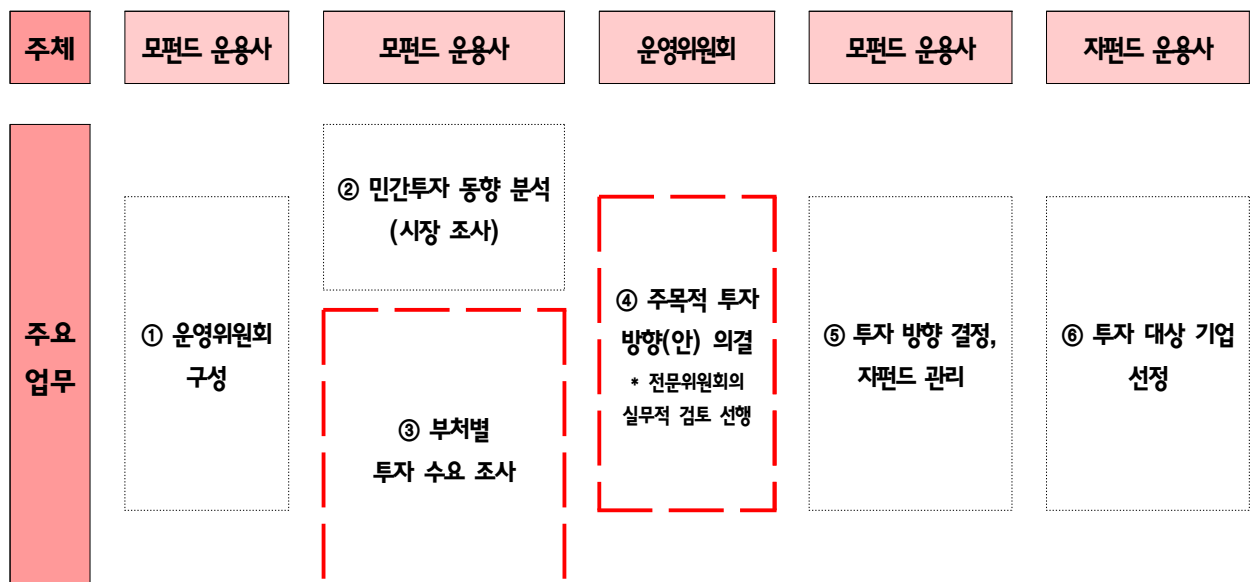 주체
모펀드 운용사
모펀드 운용사
운영위원회
모펀드 운용사
자펀드 운용사
주요
업무
① 운영위원회
구성
② 민간투자 동향 분석
(시장 조사)
③ 부처별
투자 수요 조사
④ 주목적 투자
방향(안) 의결
* 전문위원회의
실무적 검토 선행
⑤ 투자 방향 결정,
자펀드 관리
⑥ 투자 대상 기업
선정